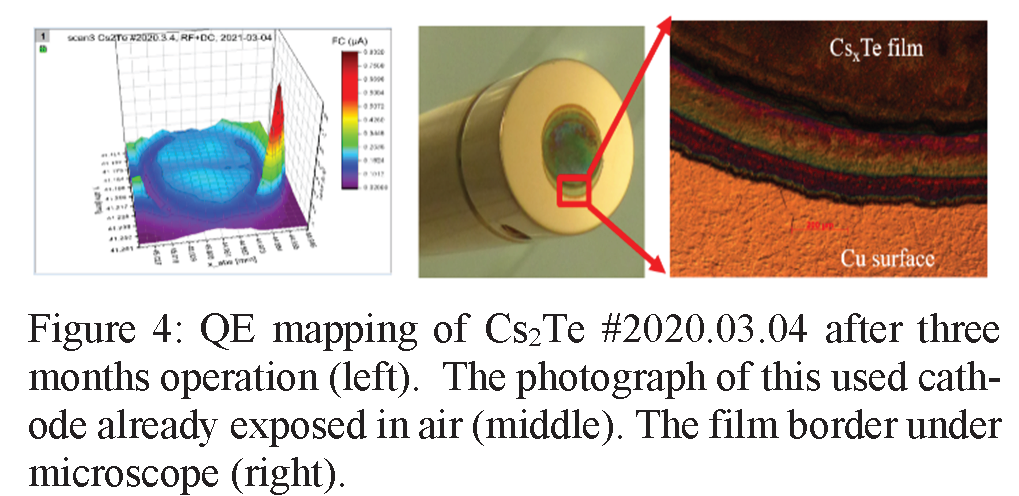 1
scan3 Cs2Te #2020.3.4, RF+DC, 2021-03-04
FC (µA)
CsₓTe film
Cu surface
Figure 4: QE mapping of Cs₂Te #2020.03.04 after three
months operation (left). The photograph of this used cath-
ode already exposed in air (middle). The film border under
microscope (right).